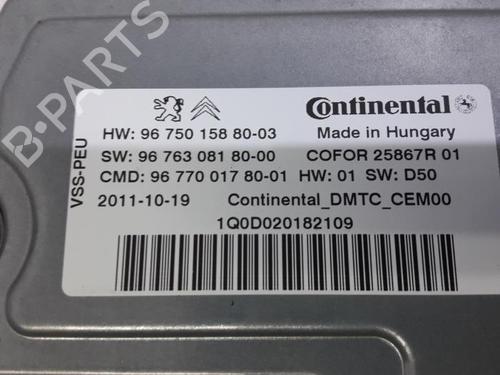 Continental
HW: 96 750 158 80-03
Made in Hungary
SW: 96 763 081 80-00
COFOR 25867R 01
CMD: 96 770 017 80-01
HW: 01 SW: D50
2011-10-19
Continental_DMTC_CEM00
1Q0D020182109
VSS-PEU
B-PARTS